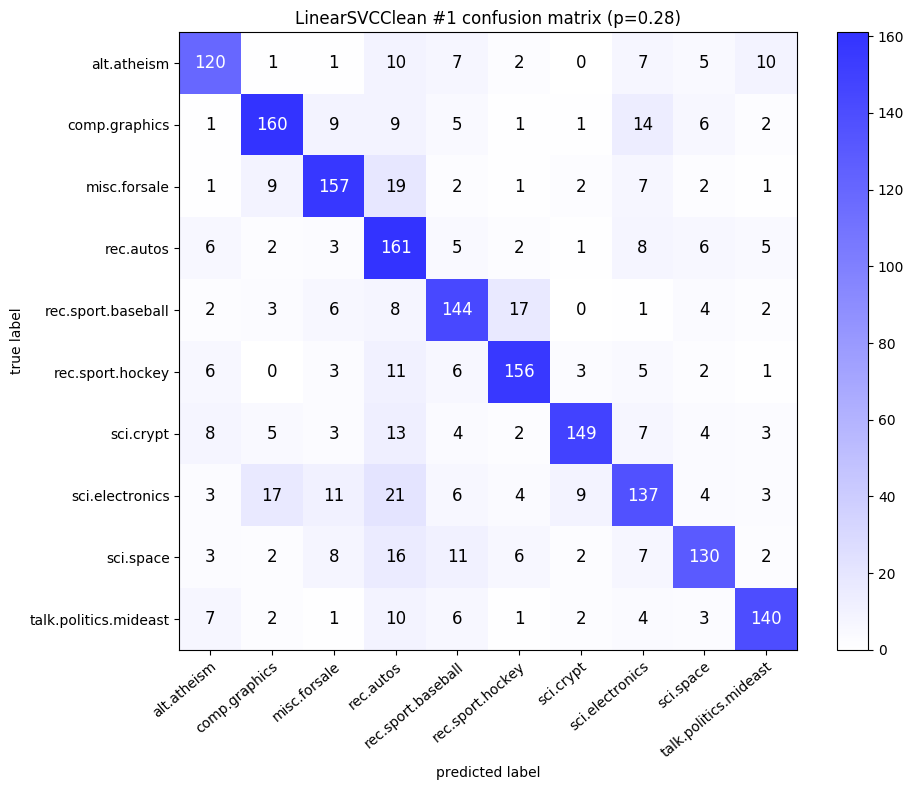 LinearSVCClean #1 confusion matrix (p=0.28)
alt.atheism 120 1 1 10 7 2 0 7 5 10
comp.graphics 1 160 9 9 5 1 1 14 6 2
misc.forsale 1 9 157 19 2 1 2 7 2 1
rec.autos 6 2 3 161 5 2 1 8 6 5
rec.sport.baseball 2 3 6 8 144 17 0 1 4 2
rec.sport.hockey 6 0 3 11 6 156 3 5 2 1
sci.crypt 8 5 3 13 4 2 149 7 4 3
sci.electronics 3 17 11 21 6 4 9 137 4 3
sci.space 3 2 8 16 11 6 2 7 130 2
talk.politics.mideast 7 2 1 10 6 1 2 4 3 140
true label
alt.atheism
comp.graphics
misc.forsale
rec.autos
rec.sport.baseball
rec.sport.hockey
sci.crypt
sci.electronics
sci.space
talk.politics.mideast
predicted label
160
140
120
100
80
60
40
20
0